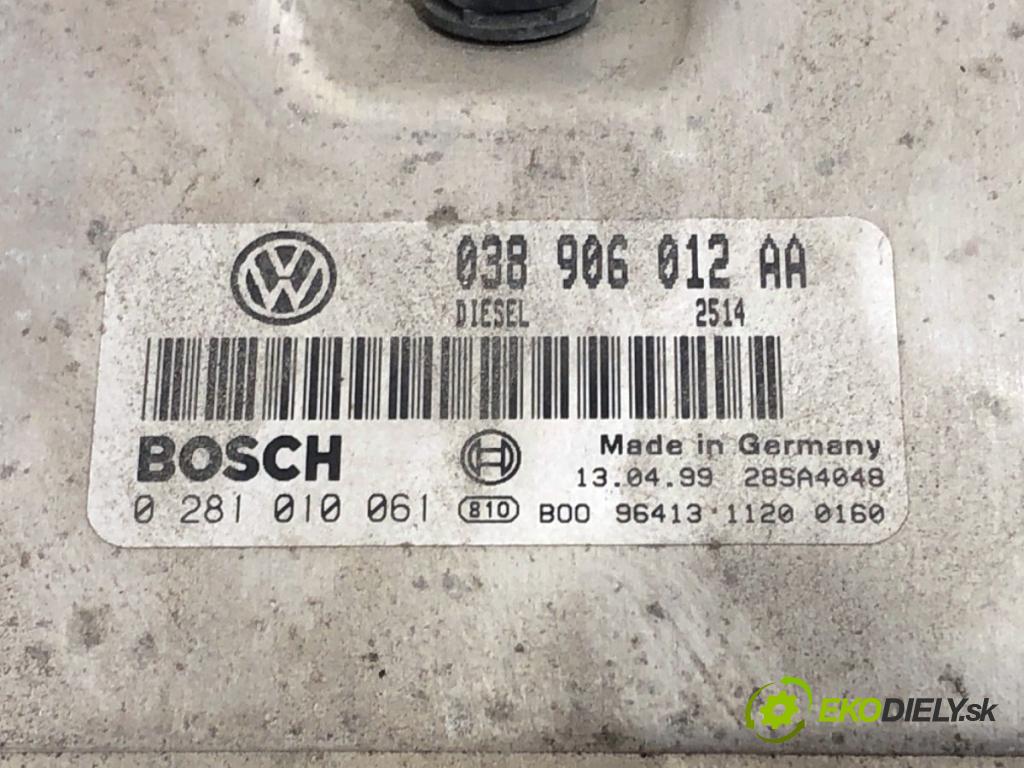 038 906 012 AA
DIESEL 2514
BOSCH
Made in Germany
13.04.99 28SA4048
0 281 010 061 810 B00 96413 1120 0160
EKODIELY.sk